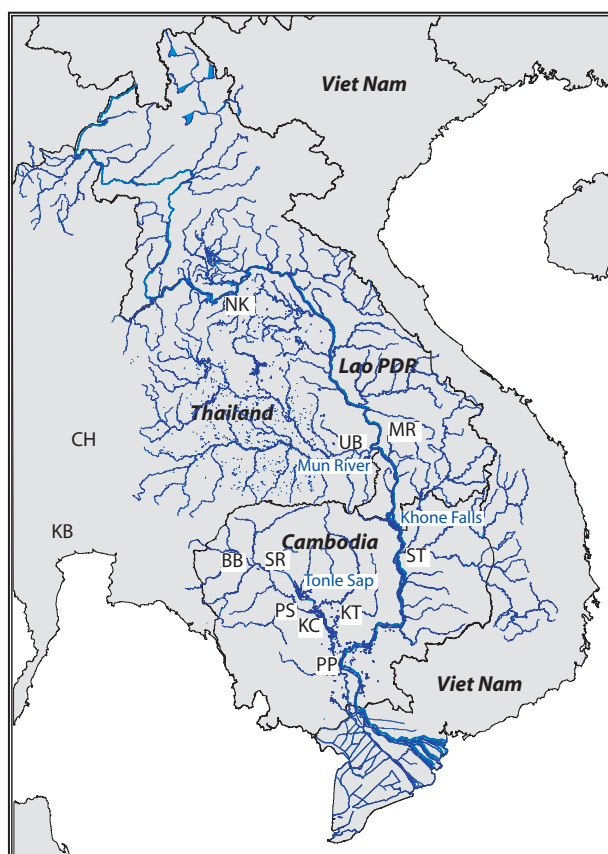 Viet Nam
NK
Lao PDR
Thailand
CH
UB
MR
Mun River
Khone Falls
KB
Cambodia
BB
SR
ST
Tonle Sap
PS
KT
KC
PP
Viet Nam